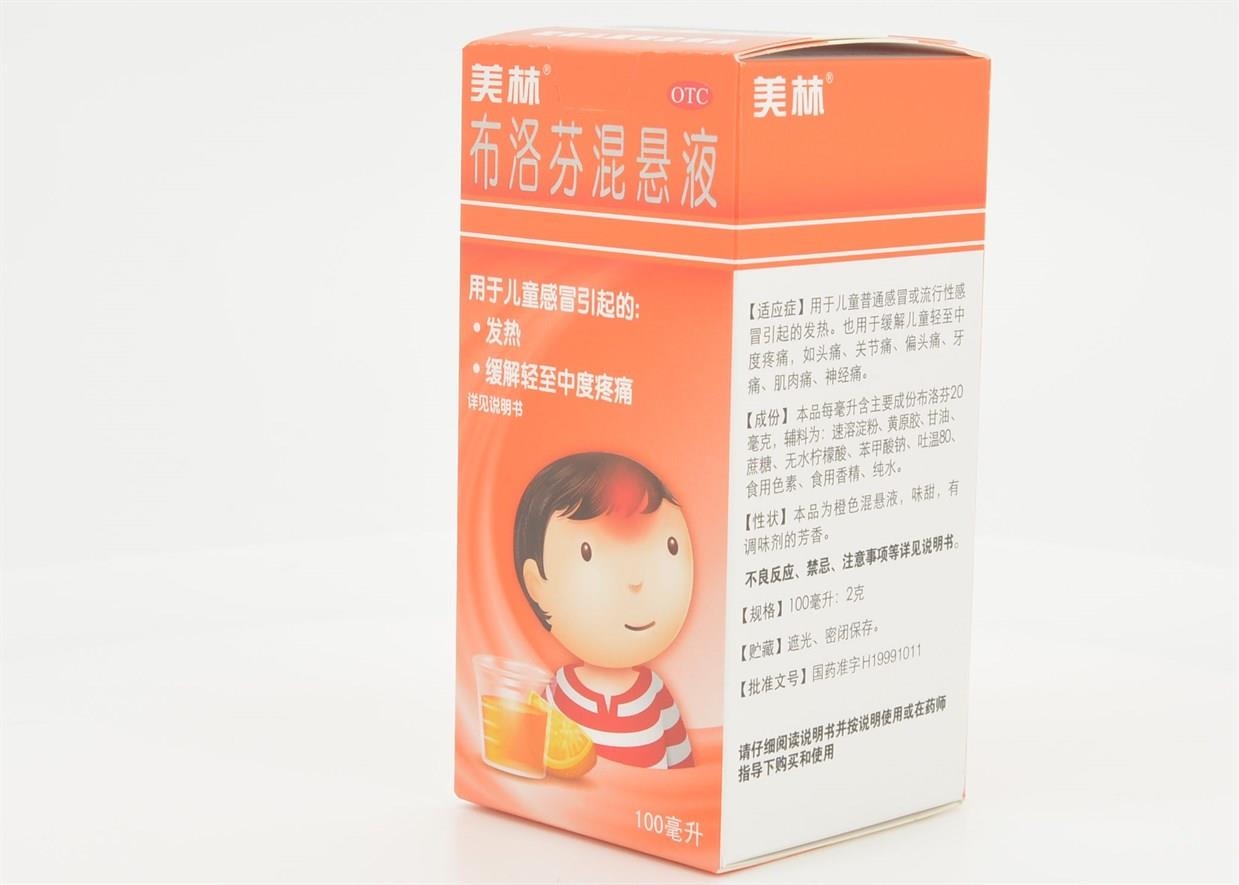 美林®
OTC
布洛芬混悬液
用于儿童感冒引起的:
• 发热
• 缓解轻至中度疼痛
详见说明书
100毫升
美林®
【适应症】用于儿童普通感冒或流行性感
冒引起的发热。也用于缓解儿童轻至中
度疼痛，如头痛、关节痛、偏头痛、牙
痛、肌肉痛、神经痛。
【成份】本品每毫升含主要成份布洛芬20
毫克，辅料为：速溶淀粉、黄原胶、甘油、
蔗糖、无水柠檬酸、苯甲酸钠、吐温80、
食用色素、食用香精、纯水。
【性状】本品为橙色混悬液，味甜，有
调味剂的芳香。
不良反应、禁忌、注意事项等详见说明书。
【规格】100毫升：2克
【贮藏】遮光、密闭保存。
【批准文号】国药准字H19991011
请仔细阅读说明书并按说明使用或在药师
指导下购买和使用